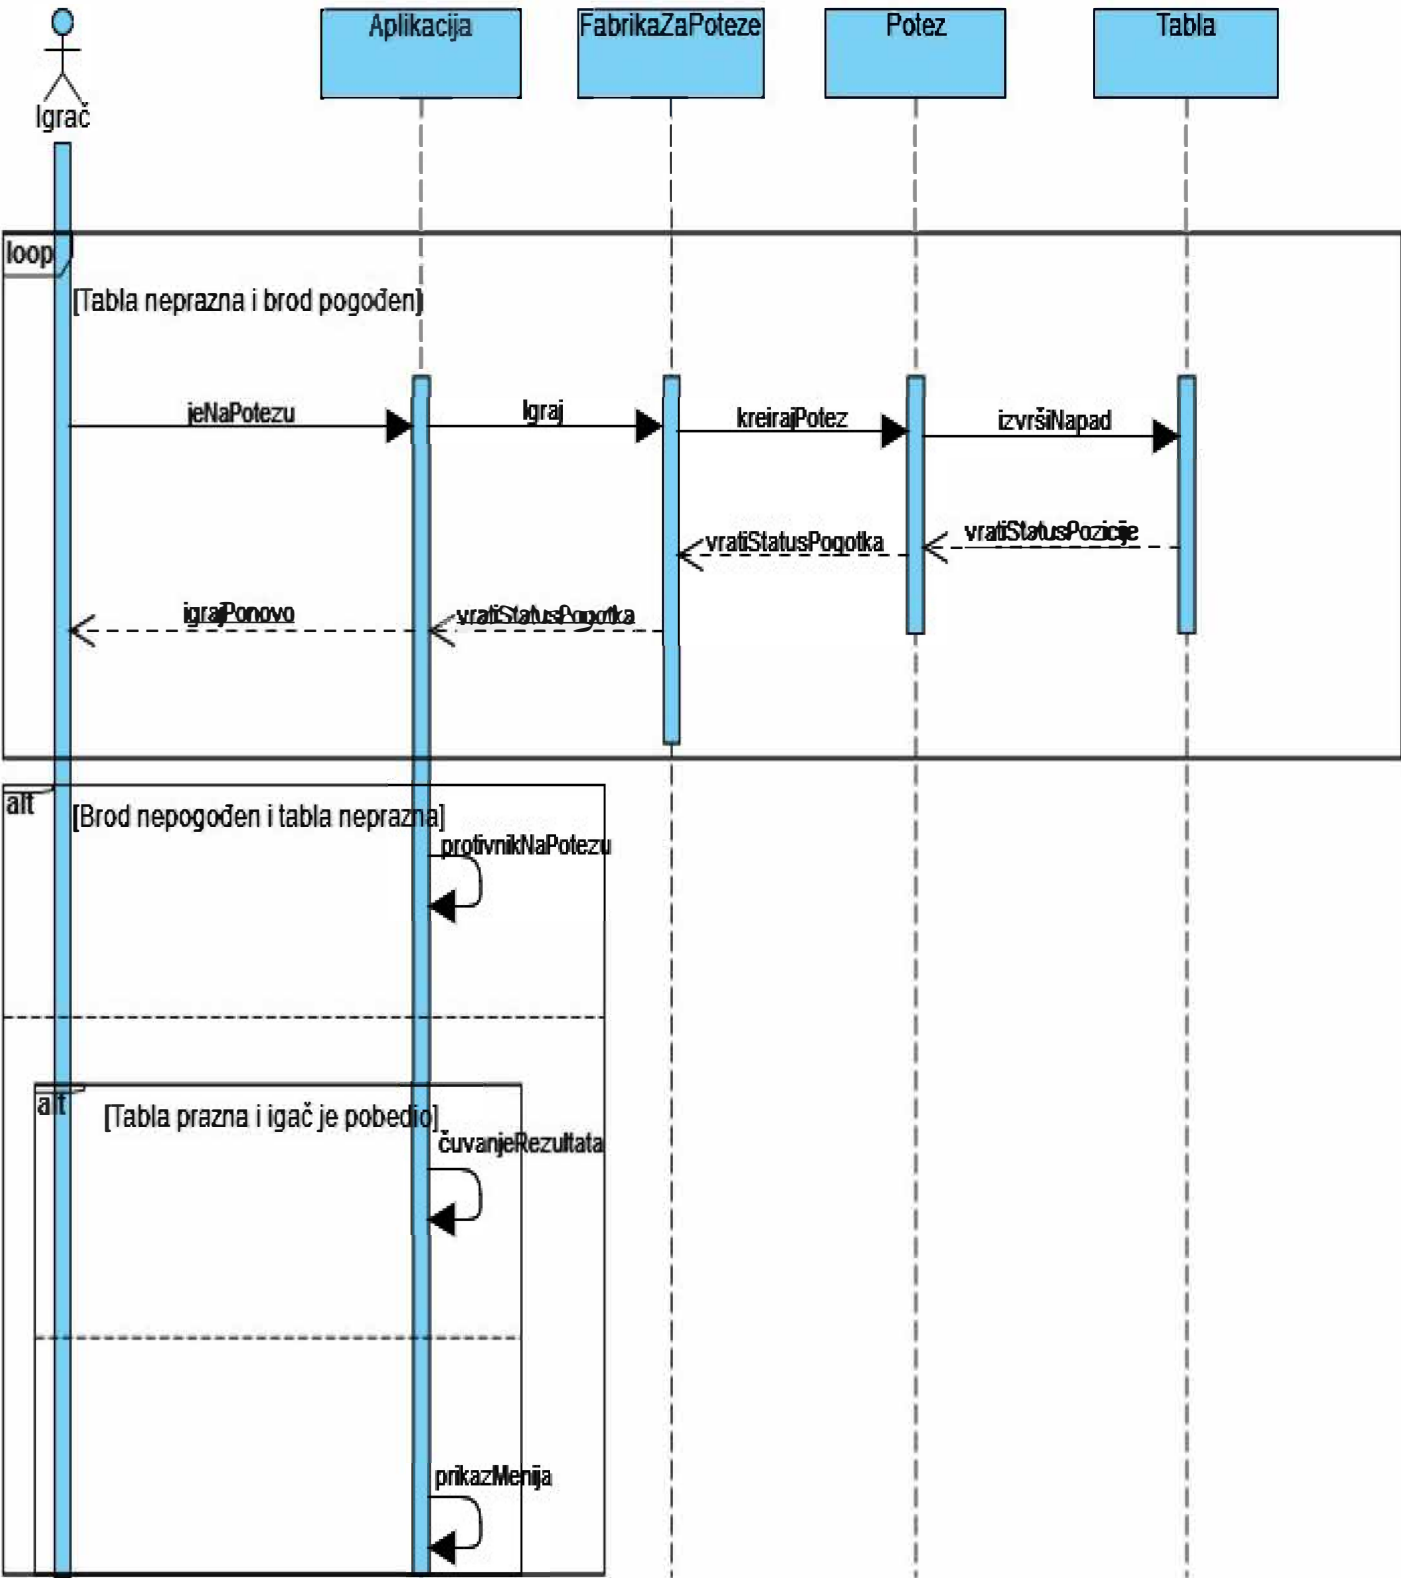 Igrač
Aplikacija
FabrikaZaPoteze
Potez
Tabla
loop
[Tabla neprazna i brod pogođen]
jeNaPotezu
Igraj
kreirajPotez
izvršiNapad
vratiStatusPozicije
vratiStatusPogotka
vratiStatusPogotka
igrajPonovo
alt
[Brod nepogođen i tabla neprazna]
protivnikNaPotezu
alt
[Tabla prazna i igač je pobedio]
čuvanjeRezultata
prikazMenija